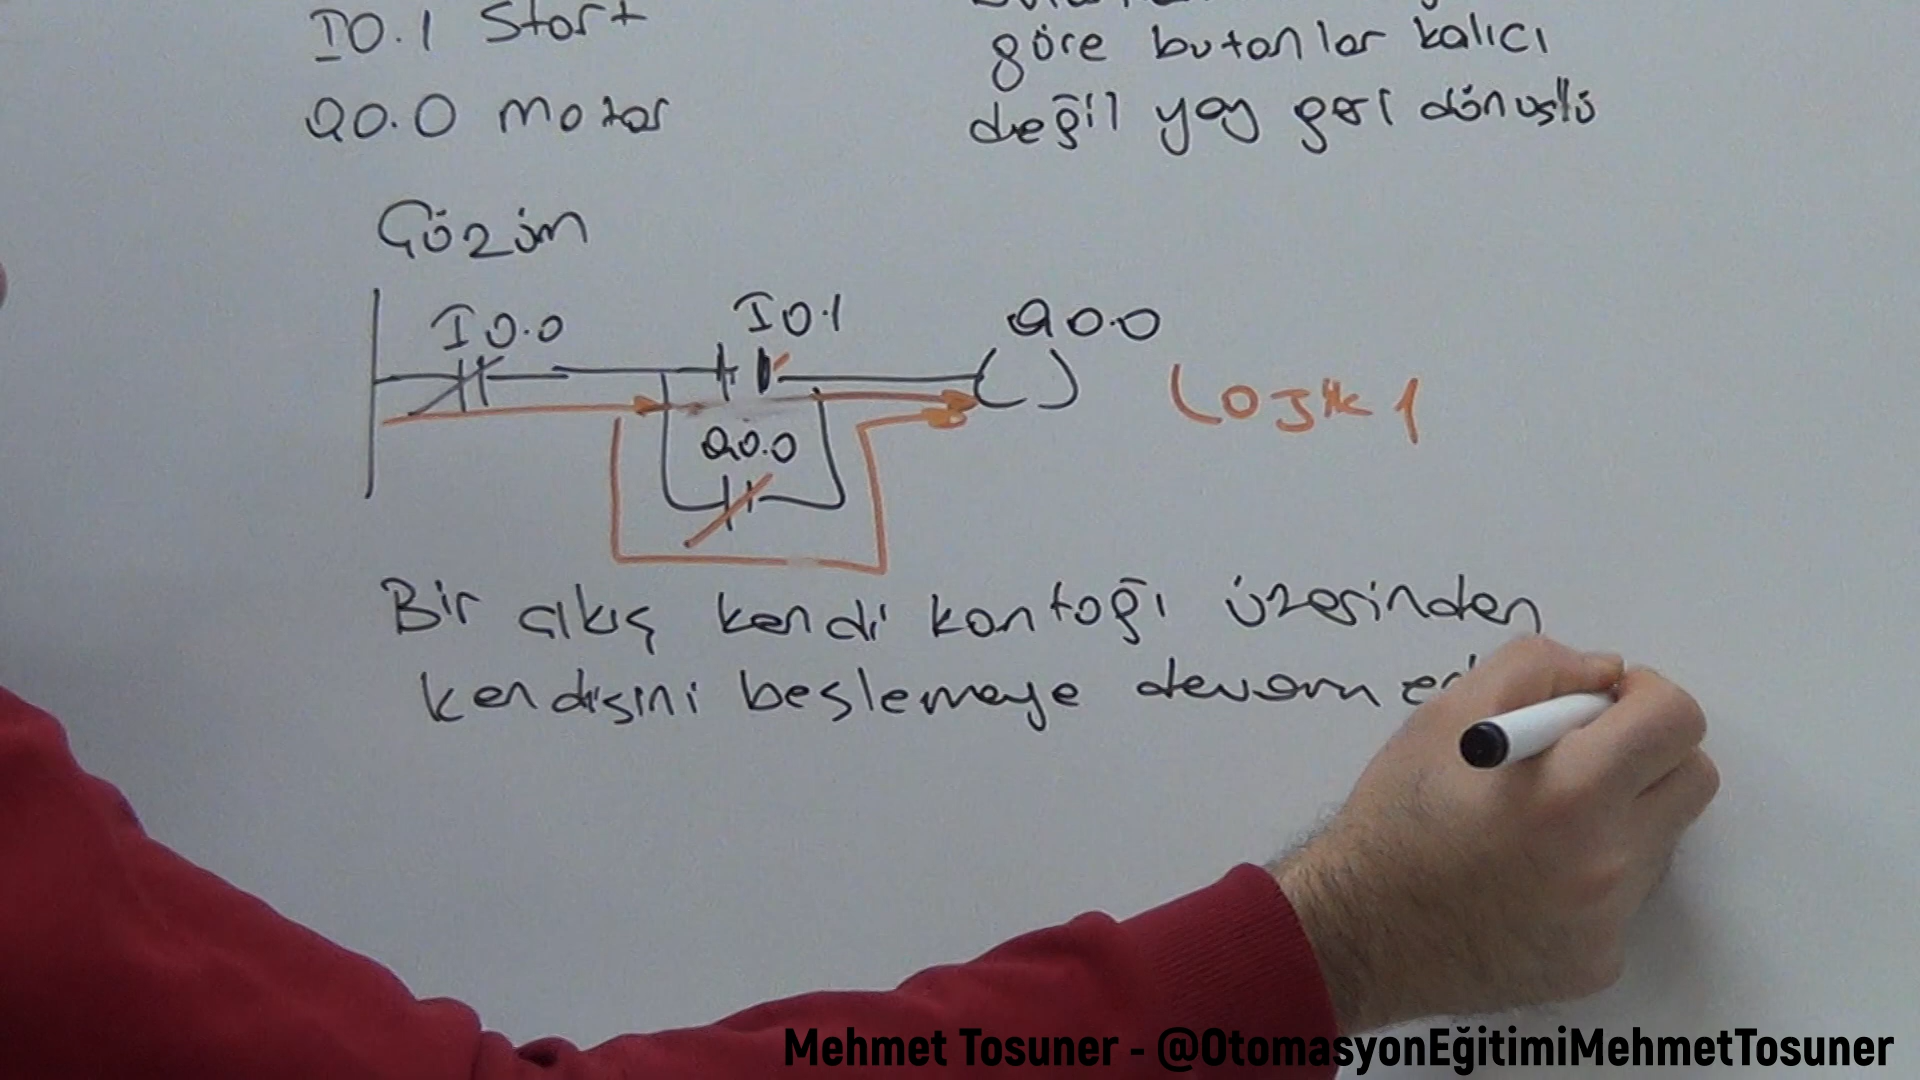 I0.1 Start
göre butonlar kalıcı
Q0.0 motor
değil yay geri dönüşlü
Çözüm
I0.0
I0.1
Q0.0
Lojik 1
Q0.0
Bir çıkış kendi kontağı üzerinden
kendisini beslemeye devam
Mehmet Tosuner - @OtomasyonEğitimiMehmetTosuner